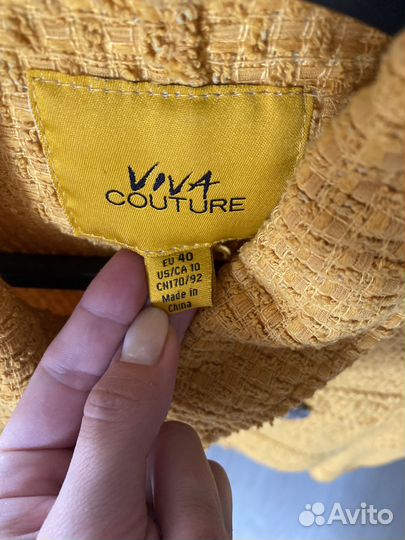 VIVA
COUTURE
EU 40
US/CA 10
CN170/92
Made in
China
Avito